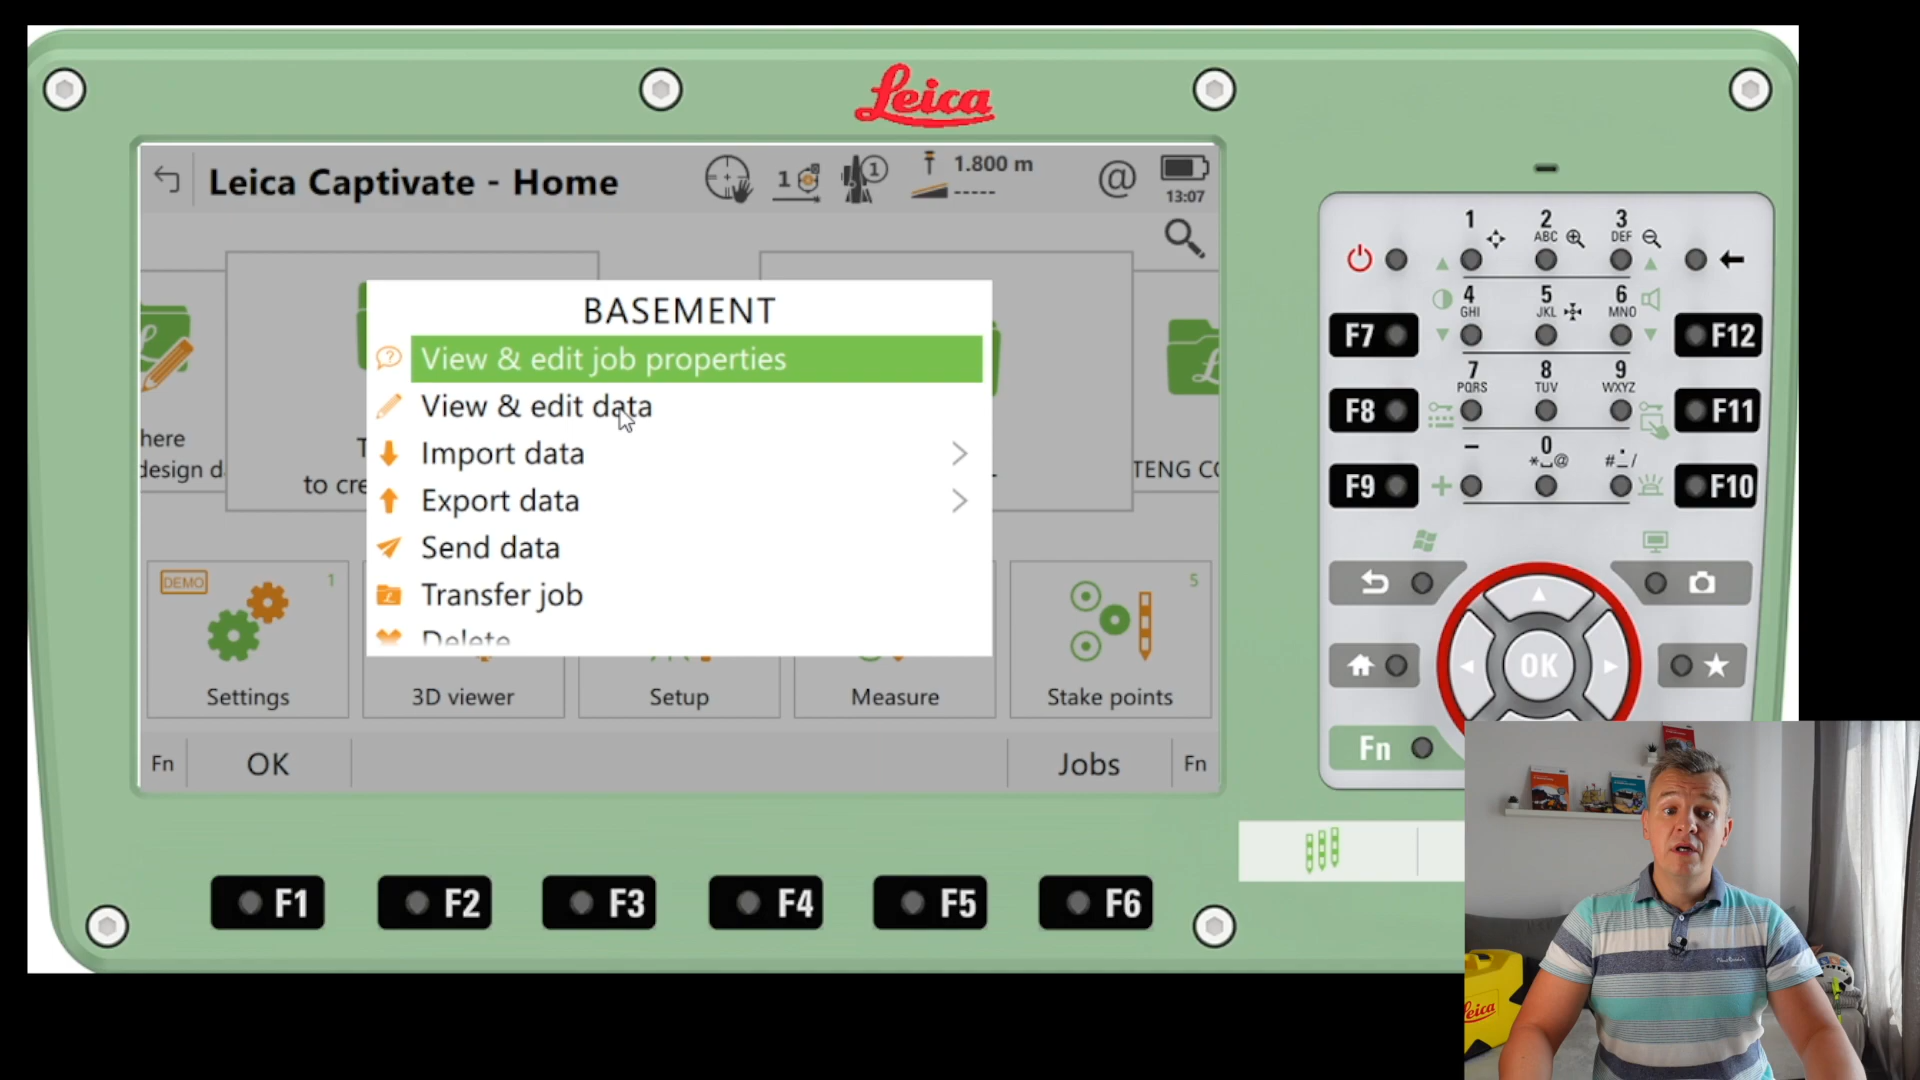 Leica
Leica Captivate - Home
1
1
1.800 m
-----
@
13:07
BASEMENT
View & edit job properties
View & edit data
Import data
Export data
Send data
Transfer job
Delete
here
design d
T
to cre
TENG CO
DEMO
1
5
Settings
3D viewer
Setup
Measure
Stake points
Fn
OK
Jobs
Fn
F1
F2
F3
F4
F5
F6
1
2
ABC
3
DEF
4
GHI
5
JKL
6
MNO
7
PQRS
8
TUV
9
WXYZ
0
F7
F8
F9
F12
F11
F10
OK
Fn
Leica